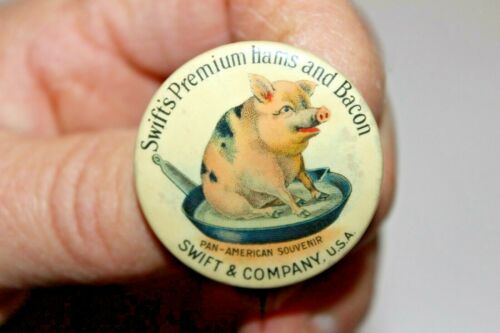 Swift's Premium Hams and Bacon
PAN-AMERICAN SOUVENIR
SWIFT & COMPANY, U.S.A.